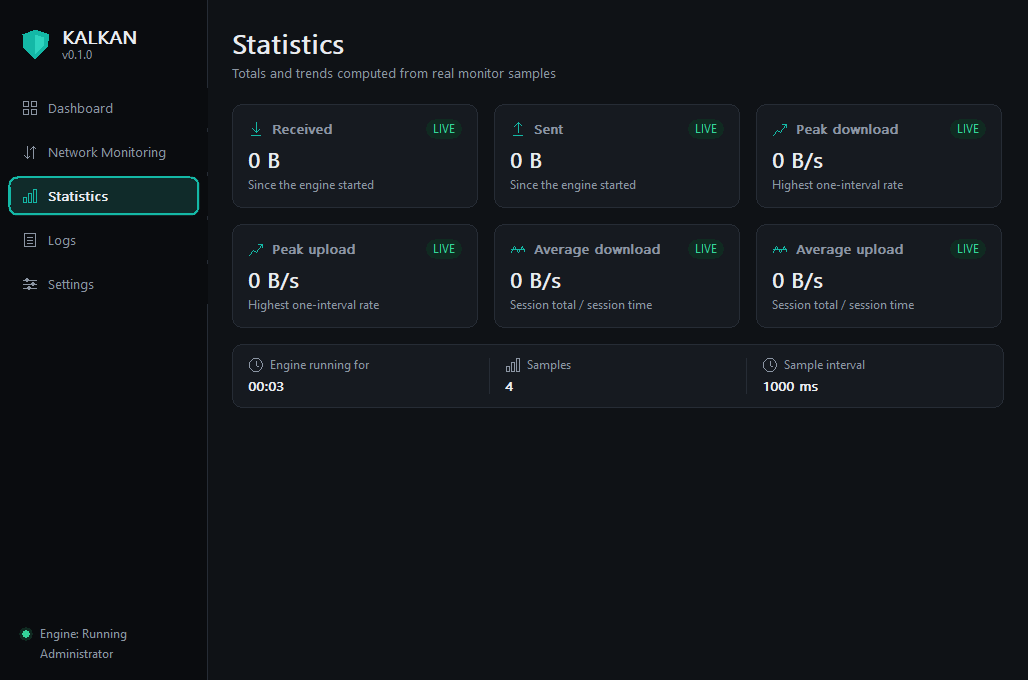 KALKAN
v0.1.0
Dashboard
Network Monitoring
Statistics
Logs
Settings
Engine: Running
Administrator
Statistics
Totals and trends computed from real monitor samples
Received LIVE
0 B
Since the engine started
Sent LIVE
0 B
Since the engine started
Peak download LIVE
0 B/s
Highest one-interval rate
Peak upload LIVE
0 B/s
Highest one-interval rate
Average download LIVE
0 B/s
Session total / session time
Average upload LIVE
0 B/s
Session total / session time
Engine running for
00:03
Samples
4
Sample interval
1000 ms